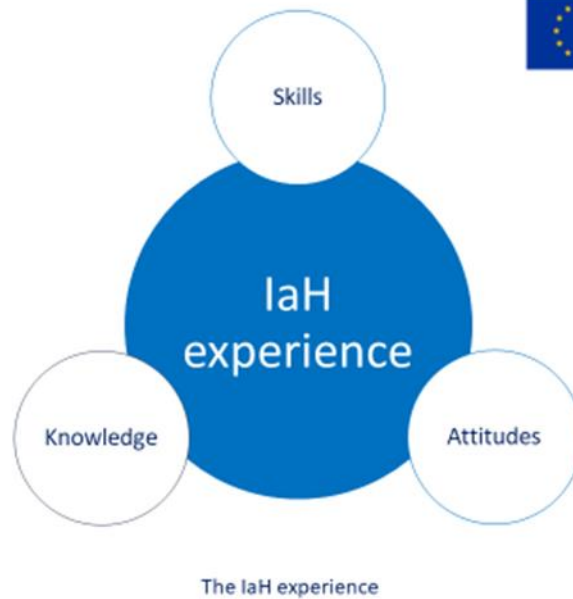 Skills
IaH
experience
Knowledge
Attitudes
The IaH experience